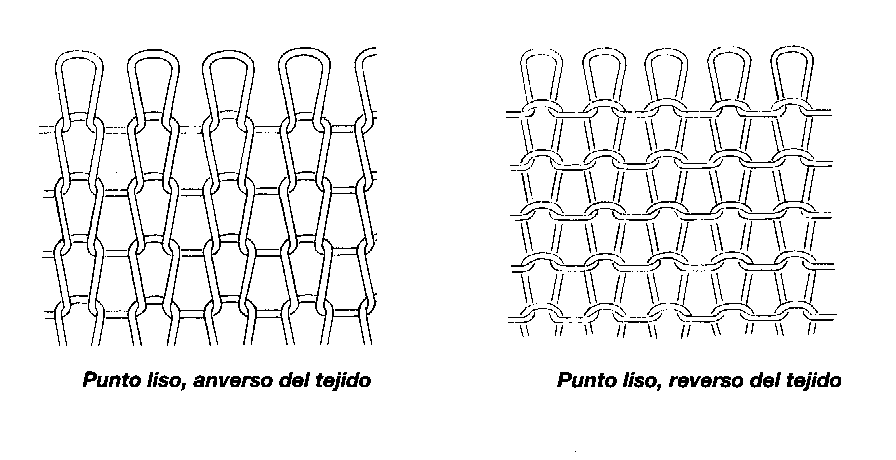 Punto liso, anverso del tejido
Punto liso, reverso del tejido